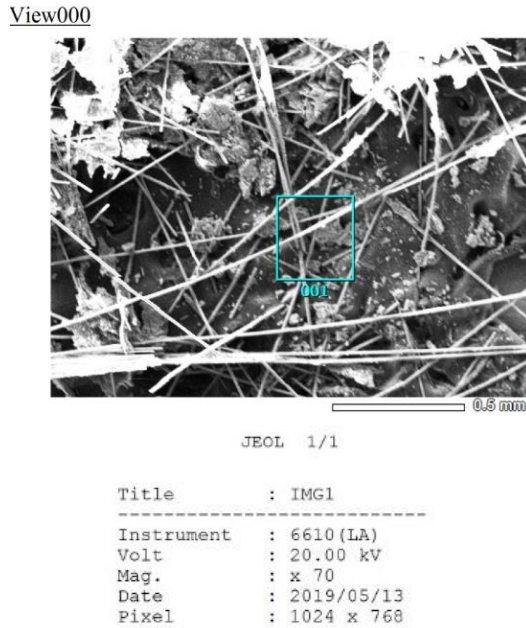 View000
001
0.5 mm
JEOL 1/1
Title : IMG1
----------------------------
Instrument : 6610(LA)
Volt : 20.00 kV
Mag. : x 70
Date : 2019/05/13
Pixel : 1024 x 768